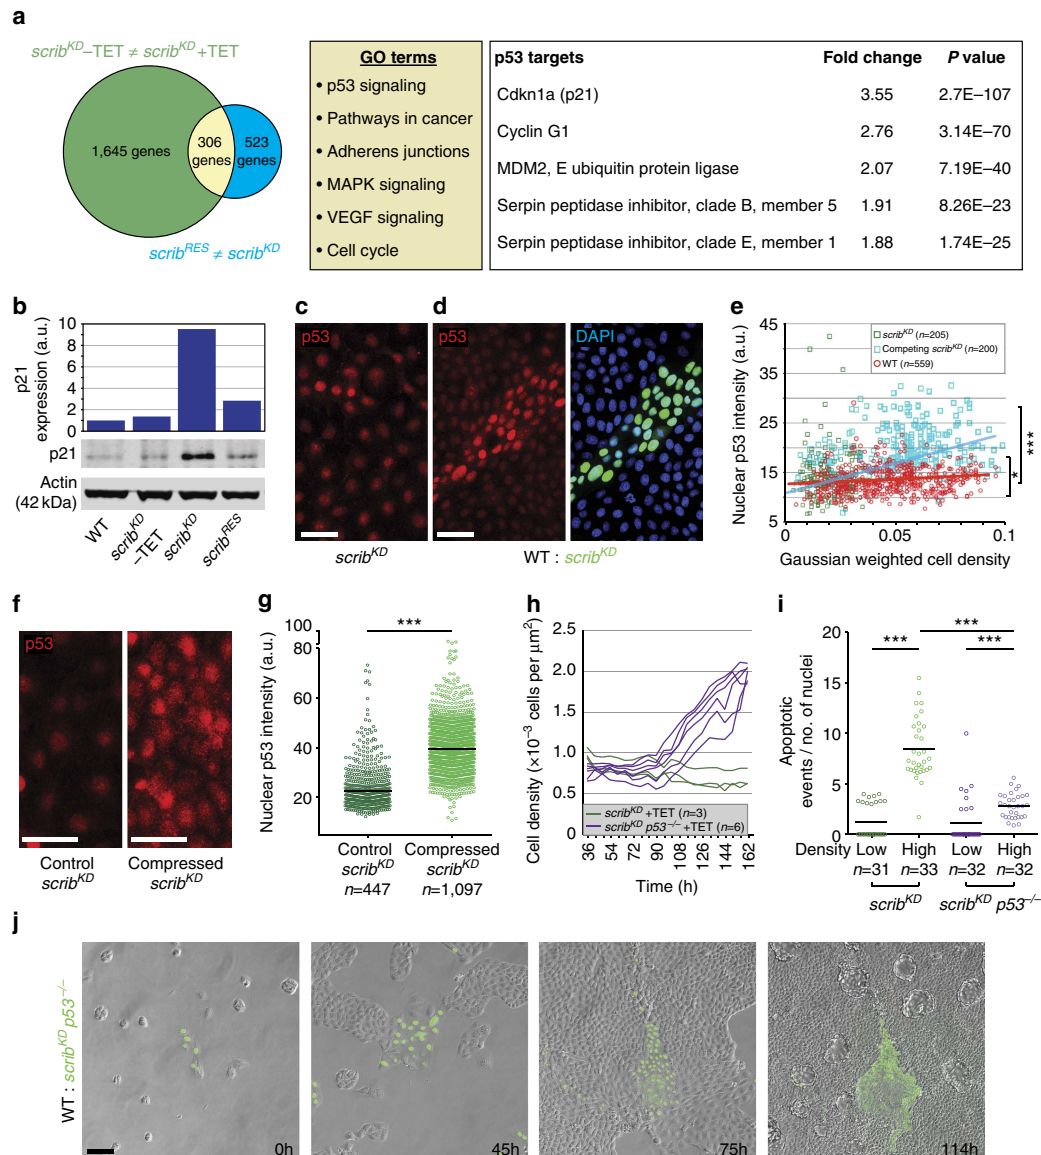 a
scrib^KD–TET ≠ scrib^KD+TET
1,645 genes
306 genes
523 genes
scrib^RES ≠ scrib^KD
GO terms
• p53 signaling
• Pathways in cancer
• Adherens junctions
• MAPK signaling
• VEGF signaling
• Cell cycle
p53 targets Fold change P value
Cdkn1a (p21) 3.55 2.7E–107
Cyclin G1 2.76 3.14E–70
MDM2, E ubiquitin protein ligase 2.07 7.19E–40
Serpin peptidase inhibitor, clade B, member 5 1.91 8.26E–23
Serpin peptidase inhibitor, clade E, member 1 1.88 1.74E–25
b
p21 expression (a.u.)
10
8
6
4
2
0
p21
Actin
(42 kDa)
WT
scrib^KD –TET
scrib^KD
scrib^RES
c
p53
scrib^KD
d
p53
DAPI
WT : scrib^KD
e
Nuclear p53 intensity (a.u.)
45
35
25
15
5
scrib^KD (n=205)
Competing scrib^KD (n=200)
WT (n=559)
***
*
0 0.05 0.1
Gaussian weighted cell density
f
p53
Control scrib^KD
Compressed scrib^KD
g
Nuclear p53 intensity (a.u.)
100
80
60
40
20
***
Control scrib^KD n=447
Compressed scrib^KD n=1,097
h
Cell density (×10^–3 cells per μm^2)
2.5
2.0
1.5
1.0
0.5
0
scrib^KD +TET (n=3)
scrib^KD p53^–/– +TET (n=6)
36 54 72 90 108 126 144 162
Time (h)
i
Apoptotic events / no. of nuclei
20
15
10
5
0
***
***
***
Density Low High Low High
n=31 n=33 n=32 n=32
scrib^KD scrib^KD p53^–/–
j
WT : scrib^KD p53^–/–
0h
45h
75h
114h